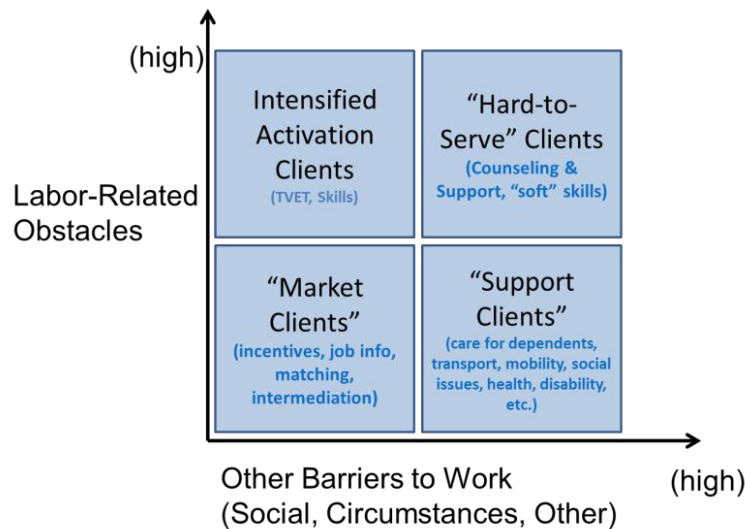 (high)
Labor-Related
Obstacles
Intensified
Activation
Clients
(TVET, Skills)
“Hard-to-
Serve” Clients
(Counseling &
Support, “soft” skills)
“Market
Clients”
(incentives, job info,
matching,
intermediation)
“Support
Clients”
(care for dependents,
transport, mobility, social
issues, health, disability,
etc.)
Other Barriers to Work
(Social, Circumstances, Other)
(high)